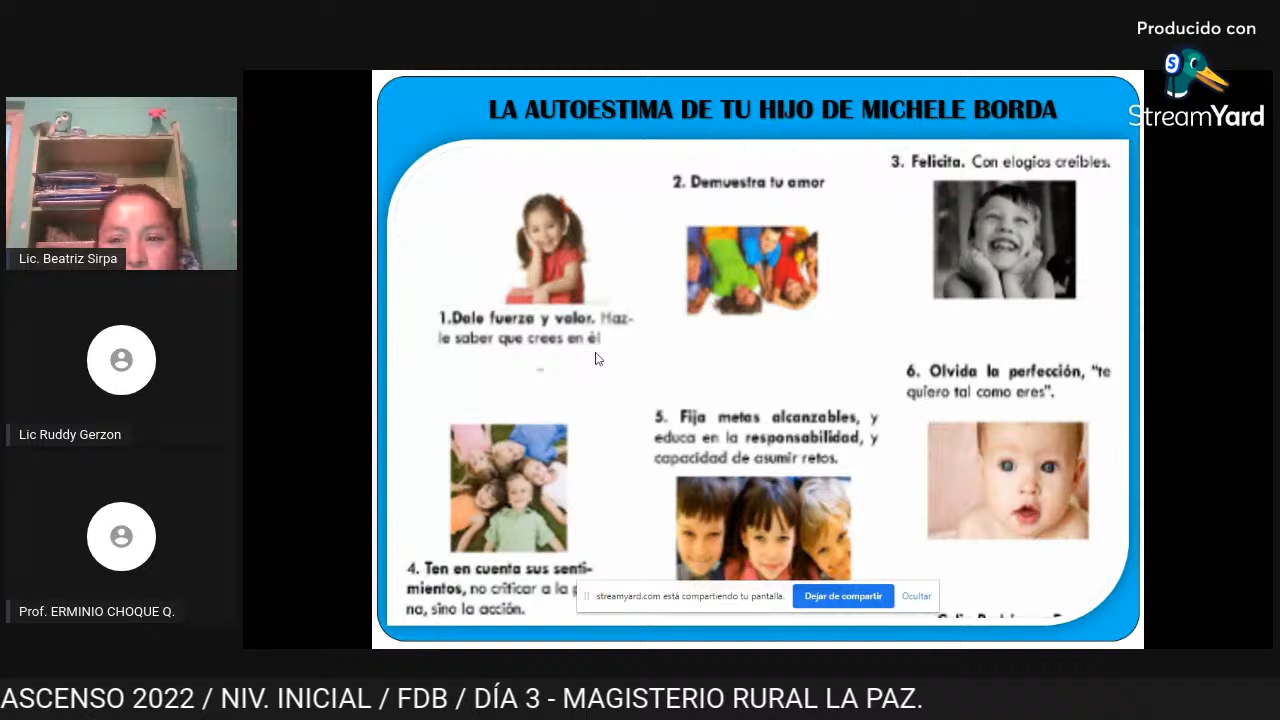 Producido con
StreamYard
LA AUTOESTIMA DE TU HIJO DE MICHELE BORDA
3. Felicita. Con elogios creíbles.
2. Demuestra tu amor
1.Dale fuerza y valor. Haz-
le saber que crees en él
6. Olvida la perfección, "te
quiero tal como eres".
5. Fija metas alcanzables, y
educa en la responsabilidad, y
capacidad de asumir retos.
4. Ten en cuenta sus senti-
mientos, no criticar a la
na, sino la acción.
streamyard.com está compartiendo tu pantalla.
Dejar de compartir
Ocultar
Lic. Beatriz Sirpa
Lic Ruddy Gerzon
Prof. ERMINIO CHOQUE Q.
ASCENSO 2022 / NIV. INICIAL / FDB / DÍA 3 - MAGISTERIO RURAL LA PAZ.